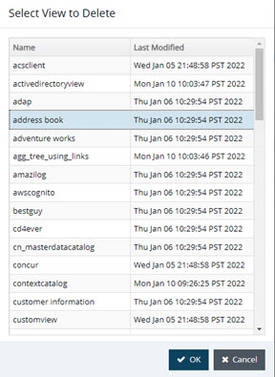 Select View to Delete
Name Last Modified
acsclient Wed Jan 05 21:48:58 PST 2022
activedirectoryview Mon Jan 10 10:03:47 PST 2022
adap Thu Jan 06 10:29:54 PST 2022
address book Thu Jan 06 10:29:54 PST 2022
adventure works Thu Jan 06 10:29:54 PST 2022
agg_tree_using_links Mon Jan 10 10:03:46 PST 2022
amazilog Thu Jan 06 10:29:54 PST 2022
awscognito Thu Jan 06 10:29:54 PST 2022
bestguy Thu Jan 06 10:29:54 PST 2022
cd4ever Thu Jan 06 10:29:54 PST 2022
cn_masterdatacatalog Thu Jan 06 10:29:54 PST 2022
concur Wed Jan 05 21:48:58 PST 2022
contextcatalog Mon Jan 10 09:26:25 PST 2022
customer information Thu Jan 06 10:29:54 PST 2022
customview Wed Jan 05 21:48:58 PST 2022
OK Cancel